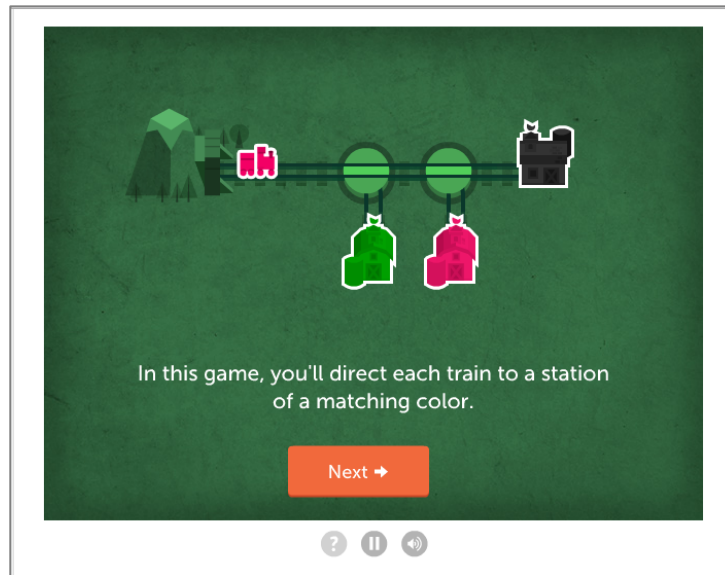 In this game, you'll direct each train to a station
of a matching color.
Next →
?